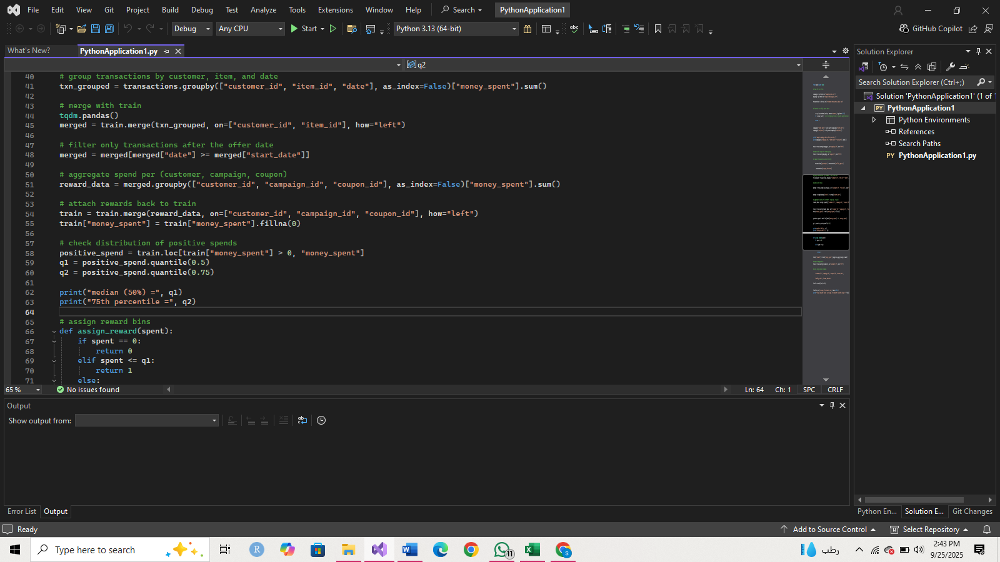 File Edit View Git Project Build Debug Test Analyze Tools Extensions Window Help Search PythonApplication1
Debug Any CPU Start Python 3.13 (64-bit) GitHub Copilot
What's New? PythonApplication1.py
q2
40 # group transactions by customer, item, and date
41 txn_grouped = transactions.groupby(["customer_id", "item_id", "date"], as_index=False)["money_spent"].sum()
42
43 # merge with train
44 tqdm.pandas()
45 merged = train.merge(txn_grouped, on=["customer_id", "item_id"], how="left")
46
47 # filter only transactions after the offer date
48 merged = merged[merged["date"] >= merged["start_date"]]
49
50 # aggregate spend per (customer, campaign, coupon)
51 reward_data = merged.groupby(["customer_id", "campaign_id", "coupon_id"], as_index=False)["money_spent"].sum()
52
53 # attach rewards back to train
54 train = train.merge(reward_data, on=["customer_id", "campaign_id", "coupon_id"], how="left")
55 train["money_spent"] = train["money_spent"].fillna(0)
56
57 # check distribution of positive spends
58 positive_spend = train.loc[train["money_spent"] > 0, "money_spent"]
59 q1 = positive_spend.quantile(0.5)
60 q2 = positive_spend.quantile(0.75)
61
62 print("median (50%) =", q1)
63 print("75th percentile =", q2)
64
65 # assign reward bins
66 def assign_reward(spent):
67 if spent == 0:
68 return 0
69 elif spent <= q1:
70 return 1
71 else:
65 % No issues found Ln: 64 Ch: 1 SPC CRLF
Output
Show output from:
Error List Output
Solution Explorer
Search Solution Explorer (Ctrl+;)
Solution 'PythonApplication1' (1 of 1
PY PythonApplication1
Python Environments
References
Search Paths
PY PythonApplication1.py
Python En... Solution E... Git Changes
Ready Add to Source Control Select Repository
Type here to search R 11 S رطب 2:43 PM
9/25/2025